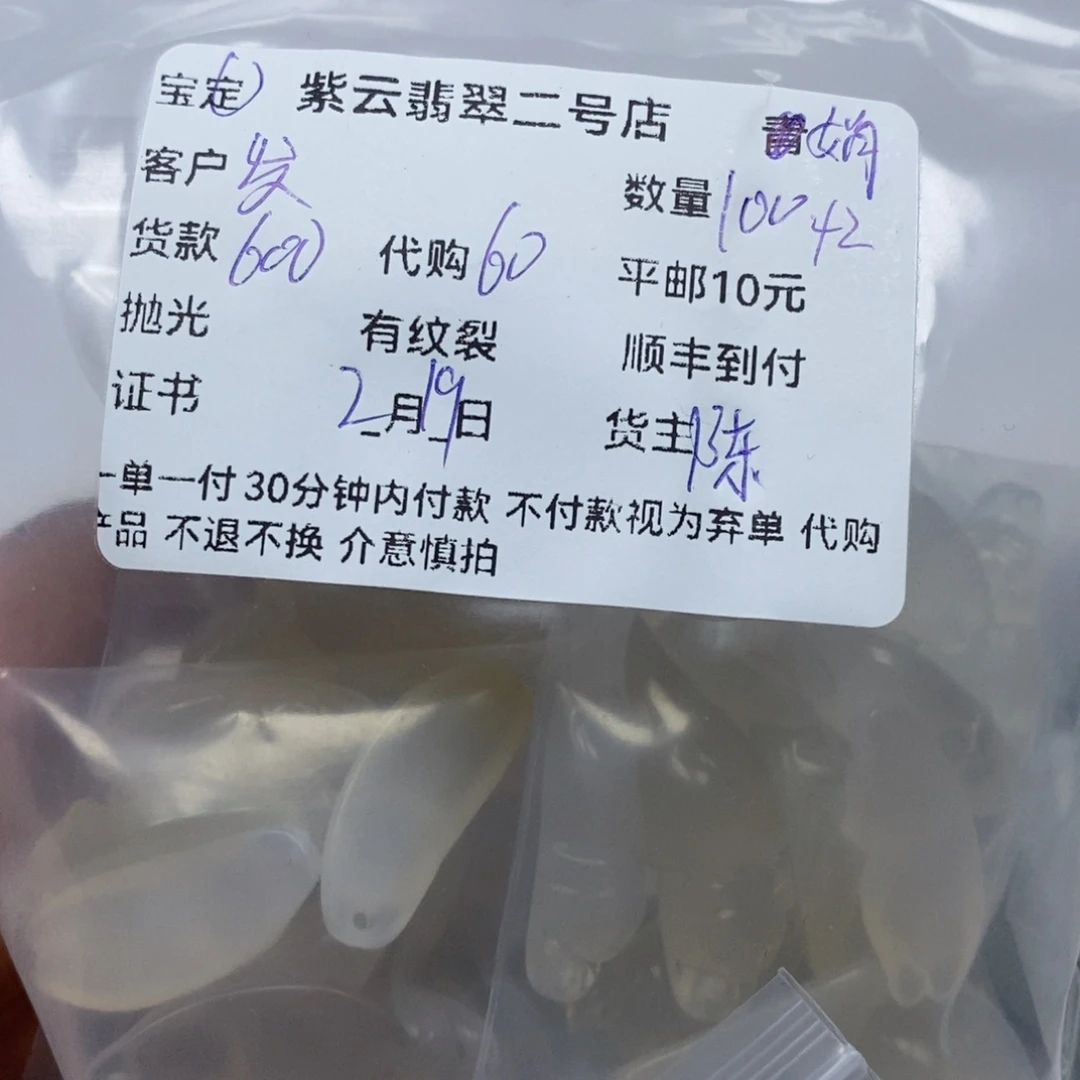 宝定 6 紫云翡翠二号店 娟
客户 发 数量 100 42
货款 600 代购 60 平邮10元
抛光 有纹裂 顺丰到付
证书 2月19日 货主 陈
一单一付30分钟内付款 不付款视为弃单 代购
产品 不退不换 介意慎拍